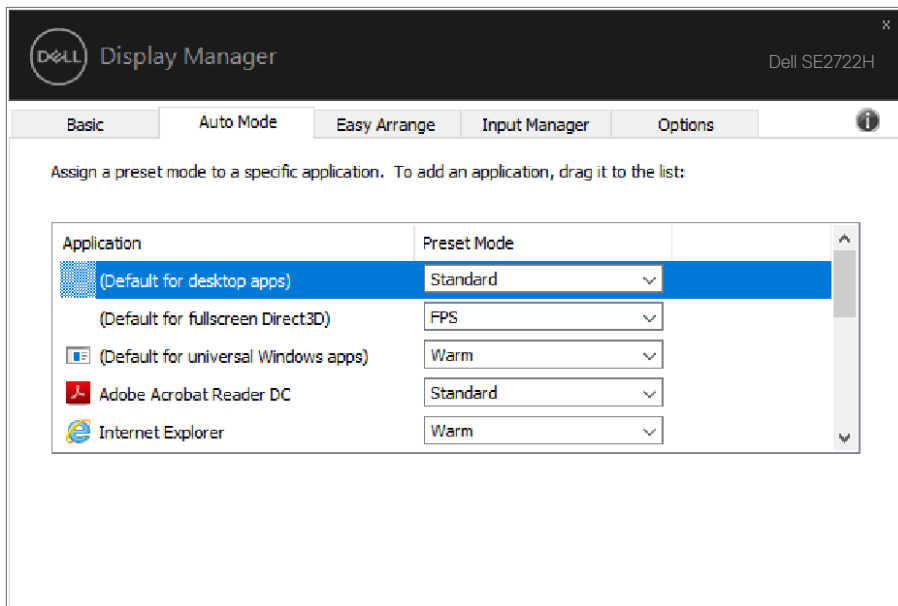 x
DELL Display Manager
Dell SE2722H
Basic Auto Mode Easy Arrange Input Manager Options
Assign a preset mode to a specific application. To add an application, drag it to the list:
Application Preset Mode
(Default for desktop apps) Standard
(Default for fullscreen Direct3D) FPS
(Default for universal Windows apps) Warm
Adobe Acrobat Reader DC Standard
Internet Explorer Warm